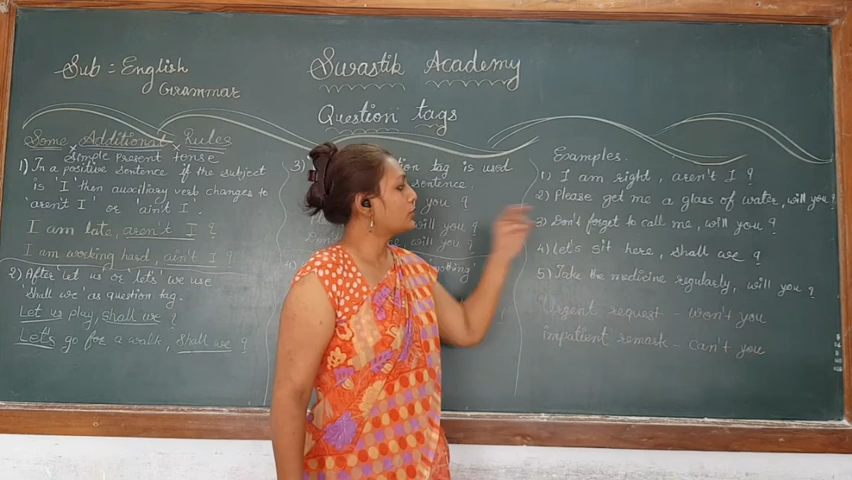 Sub = English
Grammar
Swastik Academy
Question tags
Some Additional Rules
Simple present tense
1) In a positive sentence if the subject
is 'I' then auxiliary verb changes to
'aren't I' or 'ain't I'.
I am late, aren't I ?
I am working hard, ain't I ?
2) After 'let us' or 'let's' we use
'Shall we' as question tag.
Let us play, shall we ?
Let's go for a walk, Shall we ?
3) tion tag is used
sentence.
you ?
will you ?
will you ?
4)
Examples.
1) I am right, aren't I ?
2) Please get me a glass of water, will you ?
3) Don't forget to call me, will you ?
4) Let's sit here, shall we ?
5) Take the medicine regularly, will you ?
Urgent request - won't you
impatient remark - can't you